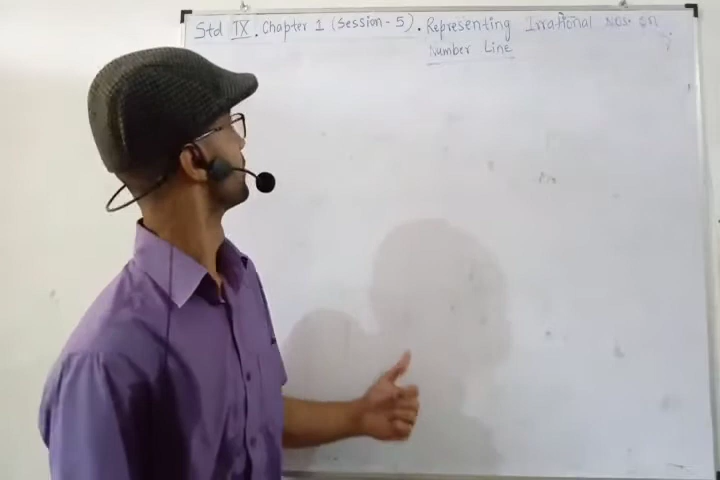 Std IX. Chapter 1 (Session - 5). Representing Irrational Nos. on
Number Line